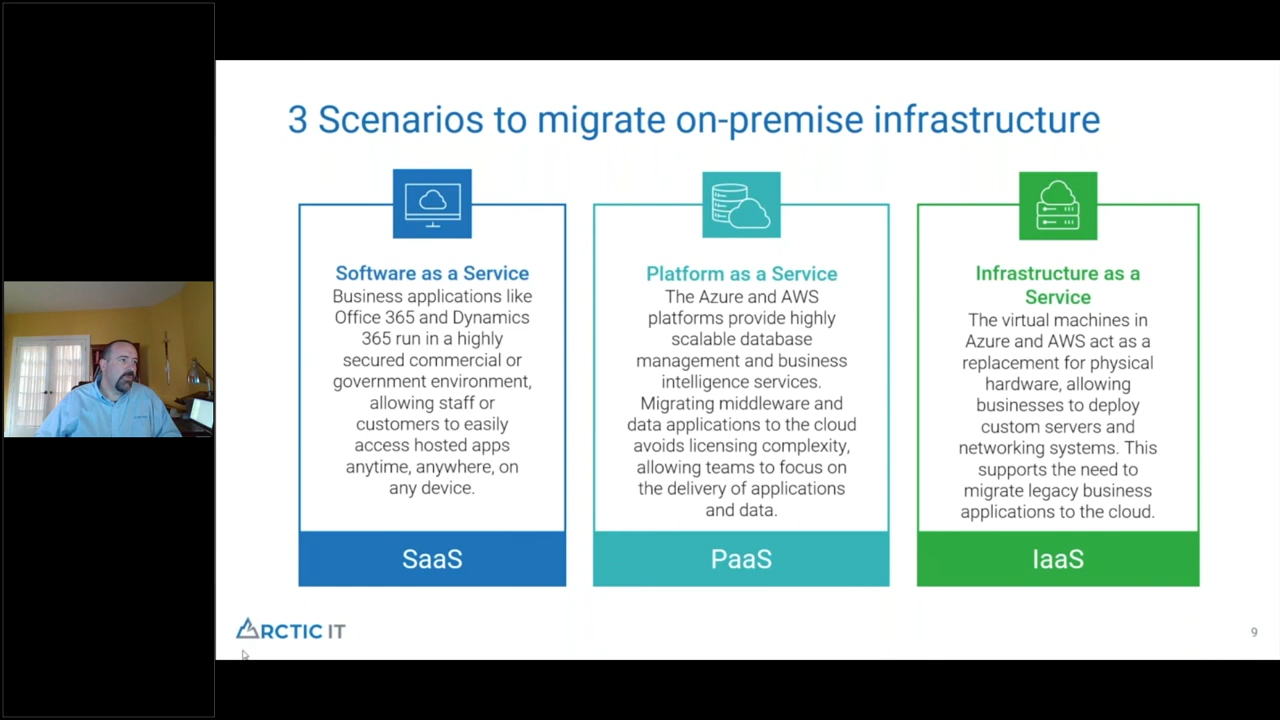 3 Scenarios to migrate on-premise infrastructure
Software as a Service
Business applications like
Office 365 and Dynamics
365 run in a highly
secured commercial or
government environment,
allowing staff or
customers to easily
access hosted apps
anytime, anywhere, on
any device.
SaaS
Platform as a Service
The Azure and AWS
platforms provide highly
scalable database
management and business
intelligence services.
Migrating middleware and
data applications to the cloud
avoids licensing complexity,
allowing teams to focus on
the delivery of applications
and data.
PaaS
Infrastructure as a
Service
The virtual machines in
Azure and AWS act as a
replacement for physical
hardware, allowing
businesses to deploy
custom servers and
networking systems. This
supports the need to
migrate legacy business
applications to the cloud.
IaaS
ARCTIC IT
9